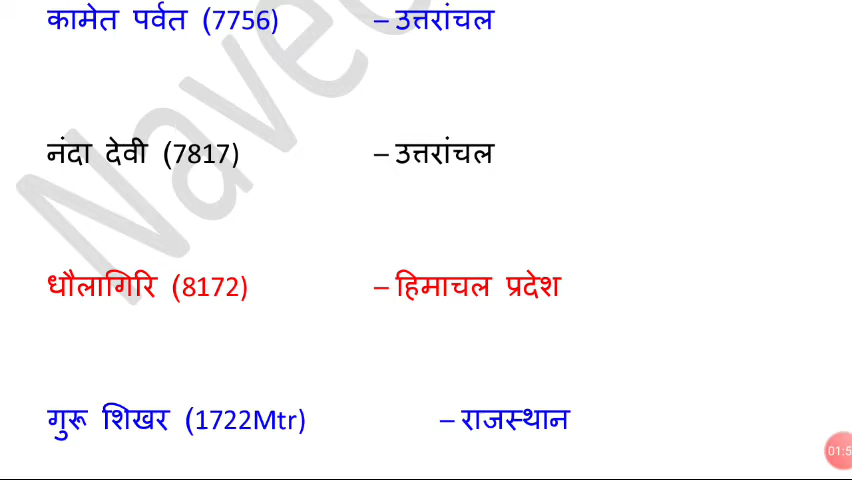 कामेत पर्वत (7756) – उत्तरांचल
नंदा देवी (7817) – उत्तरांचल
धौलागिरि (8172) – हिमाचल प्रदेश
गुरू शिखर (1722Mtr) – राजस्थान